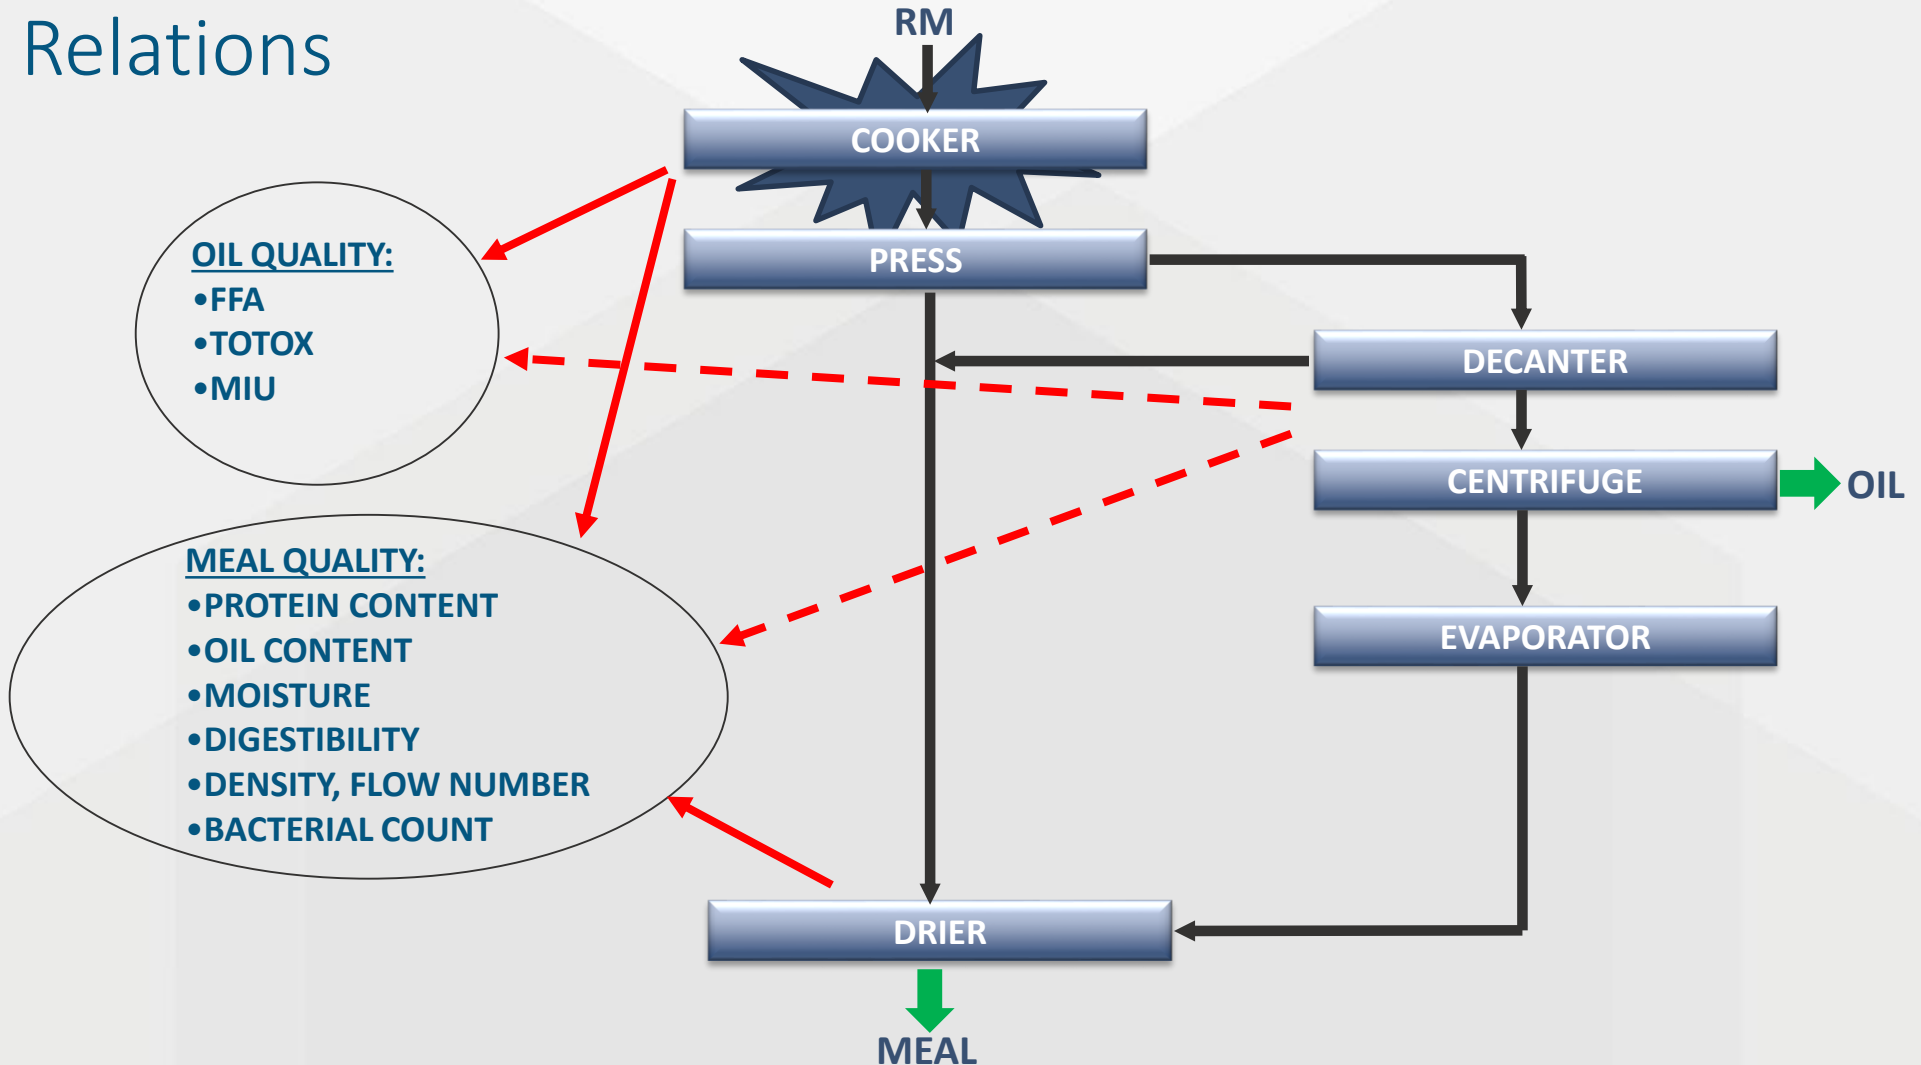 Relations
RM
COOKER
PRESS
OIL QUALITY:
•FFA
•TOTOX
•MIU
DECANTER
CENTRIFUGE
OIL
MEAL QUALITY:
•PROTEIN CONTENT
•OIL CONTENT
•MOISTURE
•DIGESTIBILITY
•DENSITY, FLOW NUMBER
•BACTERIAL COUNT
EVAPORATOR
DRIER
MEAL